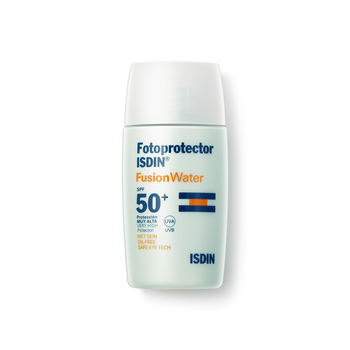 Fotoprotector
ISDIN®
FusionWater
SPF
50+
Protección
MUY ALTA
VERY HIGH
Protection
UVA
UVB
WET SKIN
OIL-FREE
SAFE EYE TECH
ISDIN